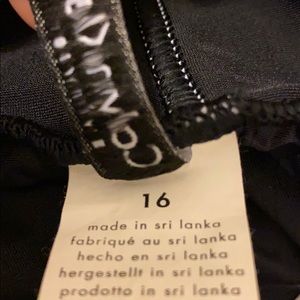 Calvin
16
made in sri lanka
fabriqué au sri lanka
hecho en sri lanka
hergestellt in sri lanka
prodotto in sri lanka